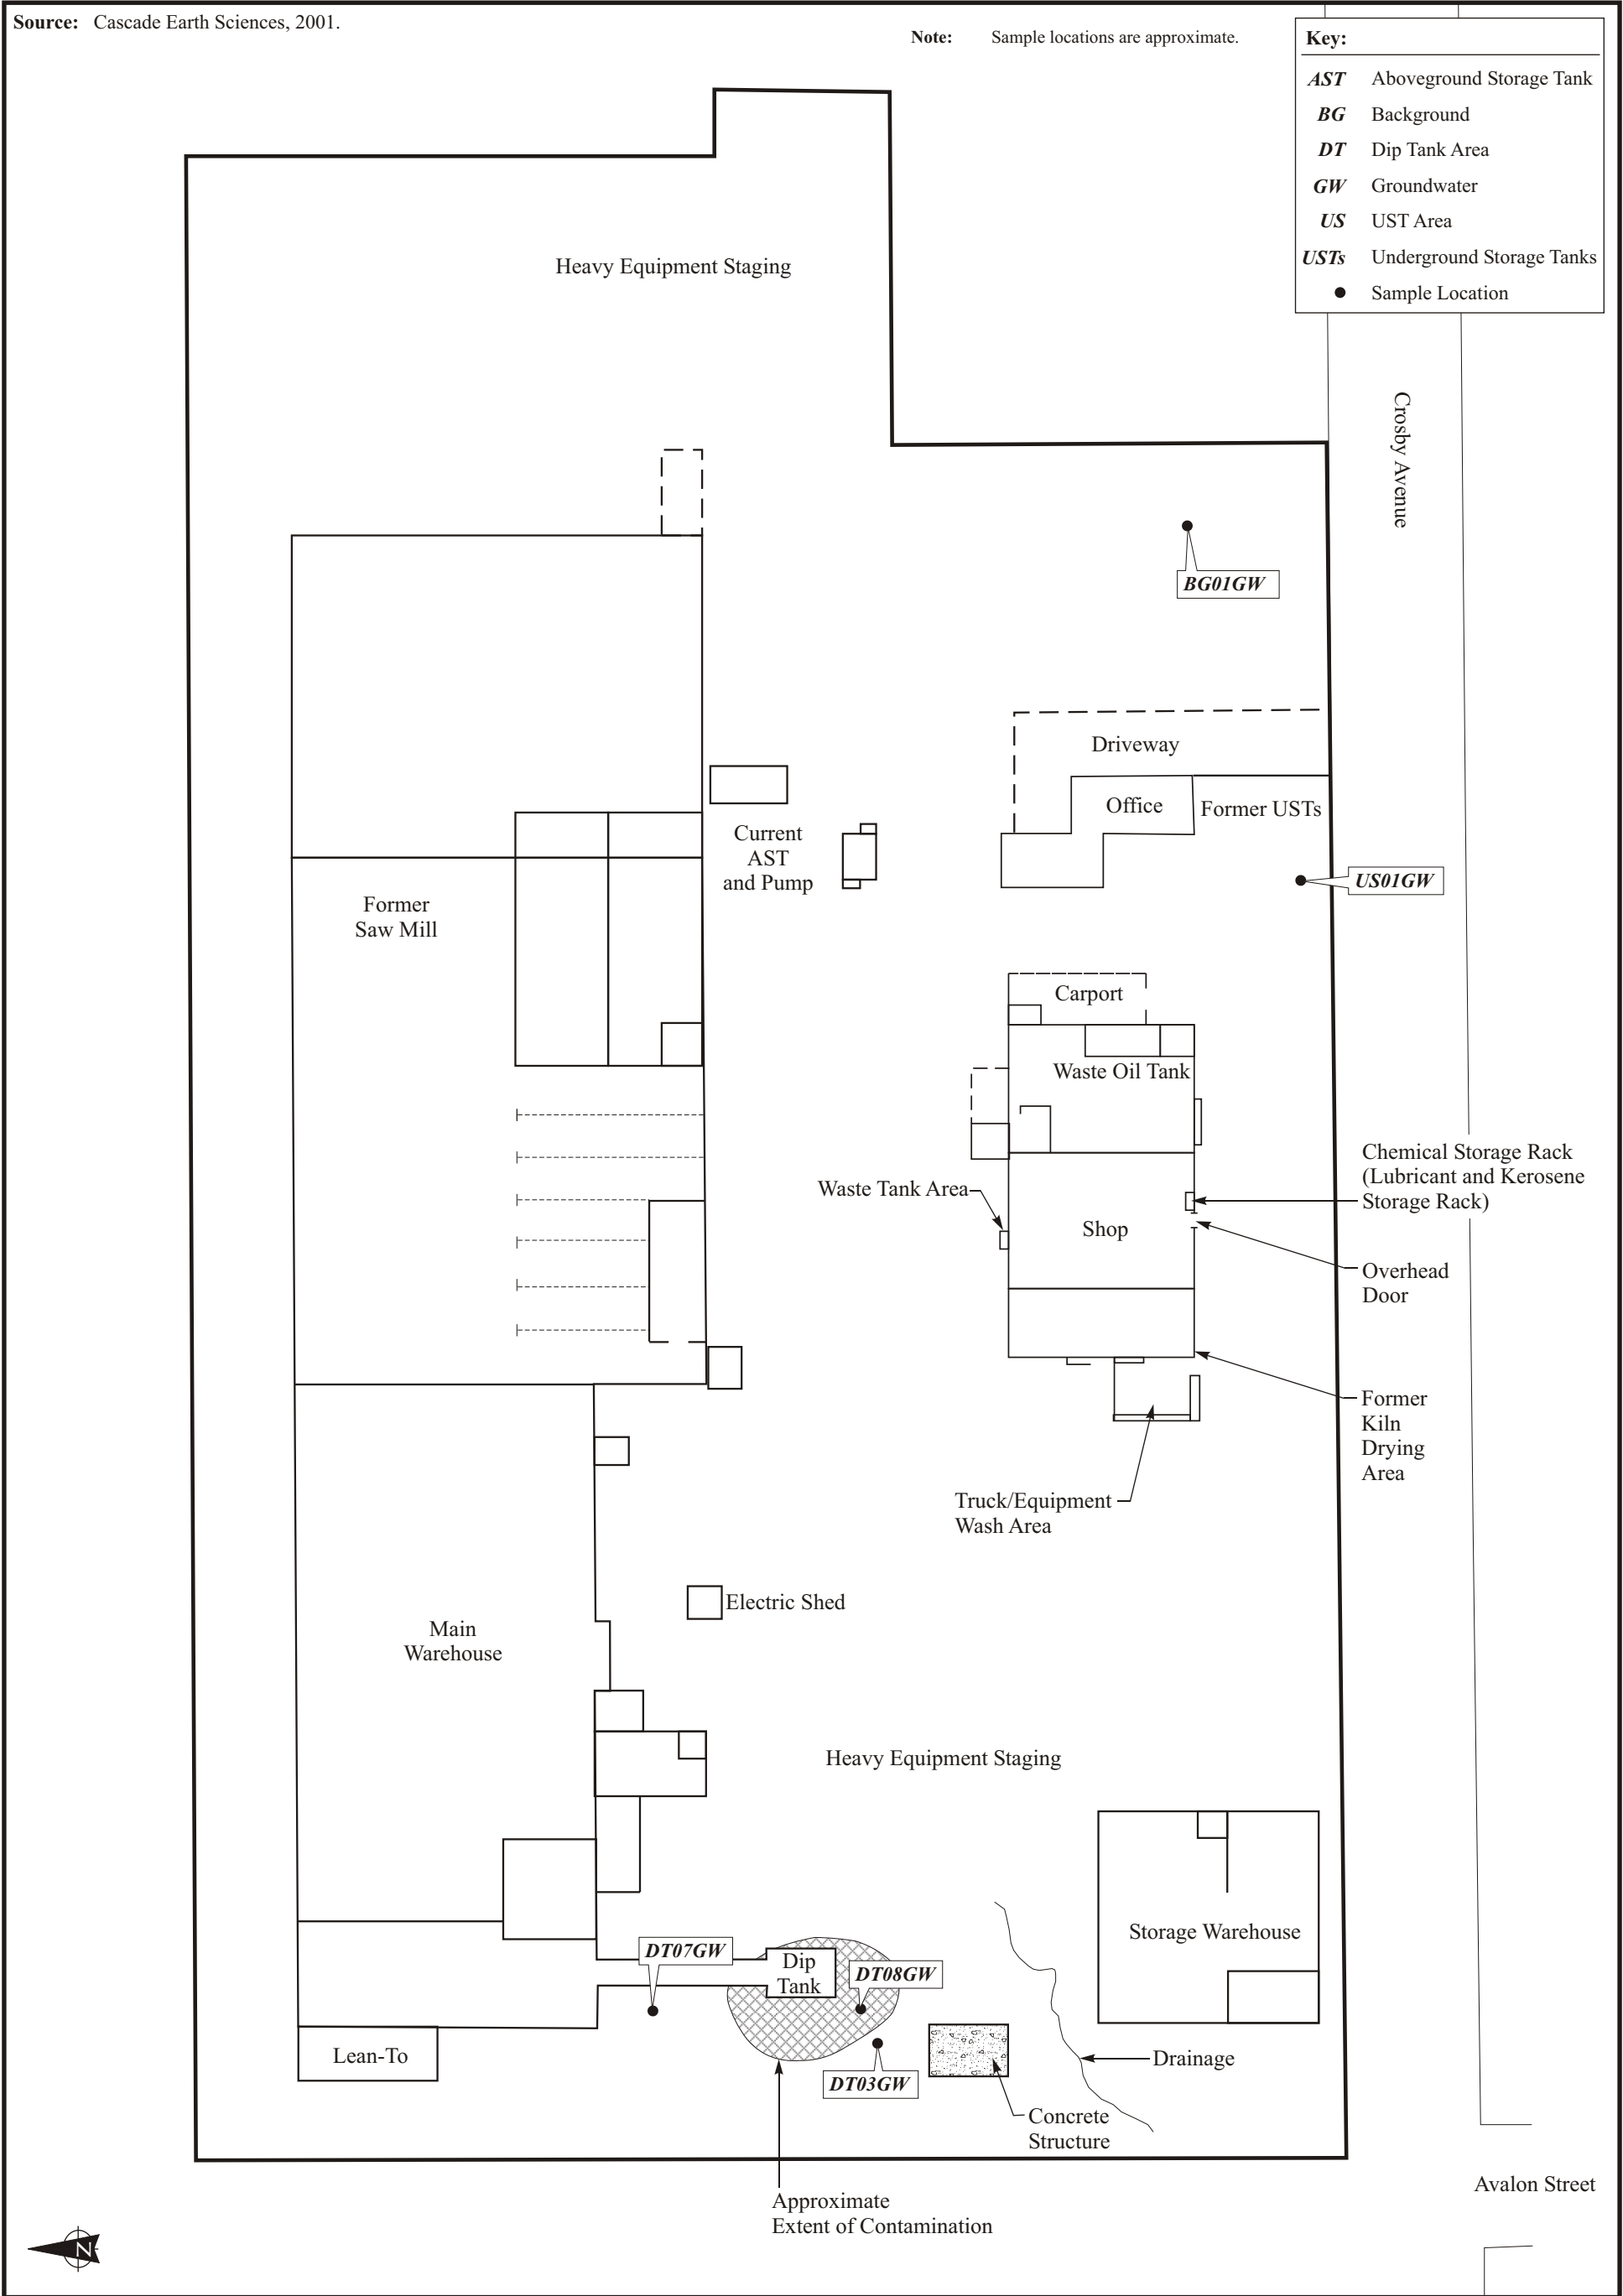 Source: Cascade Earth Sciences, 2001.
Note: Sample locations are approximate.
Key:
AST Aboveground Storage Tank
BG Background
DT Dip Tank Area
GW Groundwater
US UST Area
USTs Underground Storage Tanks
Sample Location
Heavy Equipment Staging
Crosby Avenue
BG01GW
Driveway
Office
Former USTs
Current
AST
and Pump
US01GW
Former
Saw Mill
Carport
Waste Oil Tank
Chemical Storage Rack
(Lubricant and Kerosene
Storage Rack)
Waste Tank Area
Shop
Overhead
Door
Former
Kiln
Drying
Area
Truck/Equipment
Wash Area
Electric Shed
Main
Warehouse
Heavy Equipment Staging
Storage Warehouse
DT07GW
Dip
Tank
DT08GW
Lean-To
DT03GW
Drainage
Concrete
Structure
Avalon Street
Approximate
Extent of Contamination
N